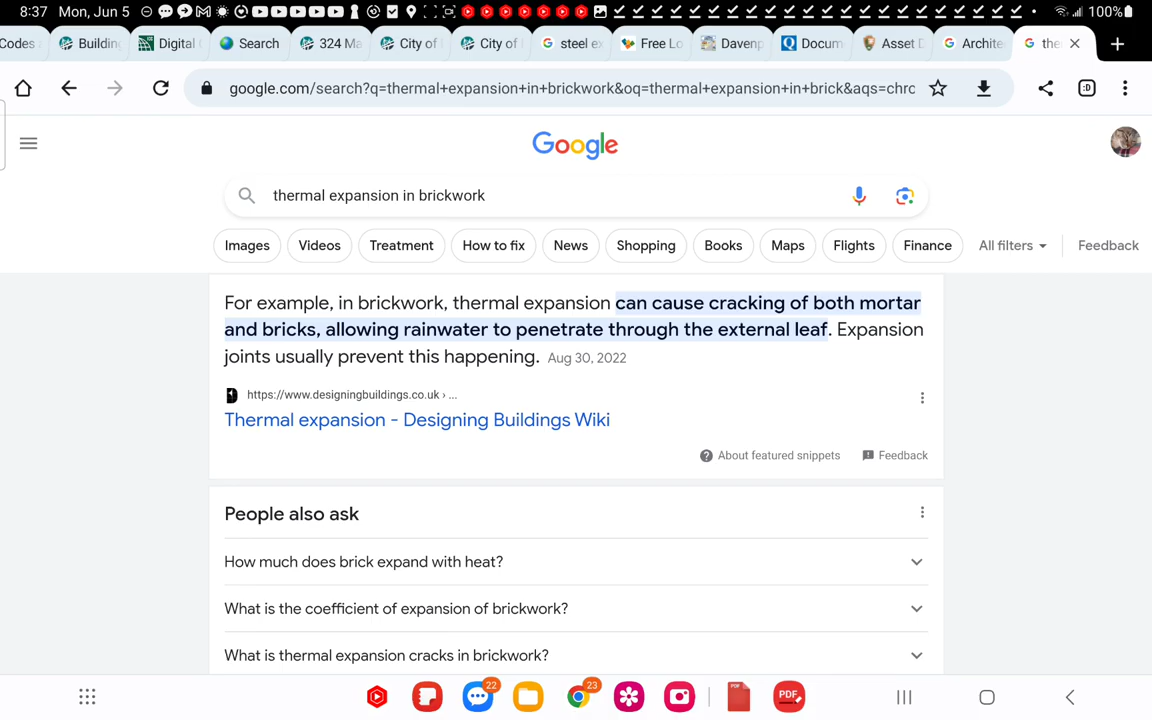 8:37 Mon, Jun 5
100%
Codes
Building
Digital
Search
324 Ma
City of
City of
steel ex
Free Lo
Davenp
Docum
Asset D
Archite
the
google.com/search?q=thermal+expansion+in+brickwork&oq=thermal+expansion+in+brick&aqs=chro
Google
thermal expansion in brickwork
Images
Videos
Treatment
How to fix
News
Shopping
Books
Maps
Flights
Finance
All filters
Feedback
For example, in brickwork, thermal expansion can cause cracking of both mortar
and bricks, allowing rainwater to penetrate through the external leaf. Expansion
joints usually prevent this happening. Aug 30, 2022
https://www.designingbuildings.co.uk › ...
Thermal expansion - Designing Buildings Wiki
About featured snippets
Feedback
People also ask
How much does brick expand with heat?
What is the coefficient of expansion of brickwork?
What is thermal expansion cracks in brickwork?
22
23
PDF
PDF